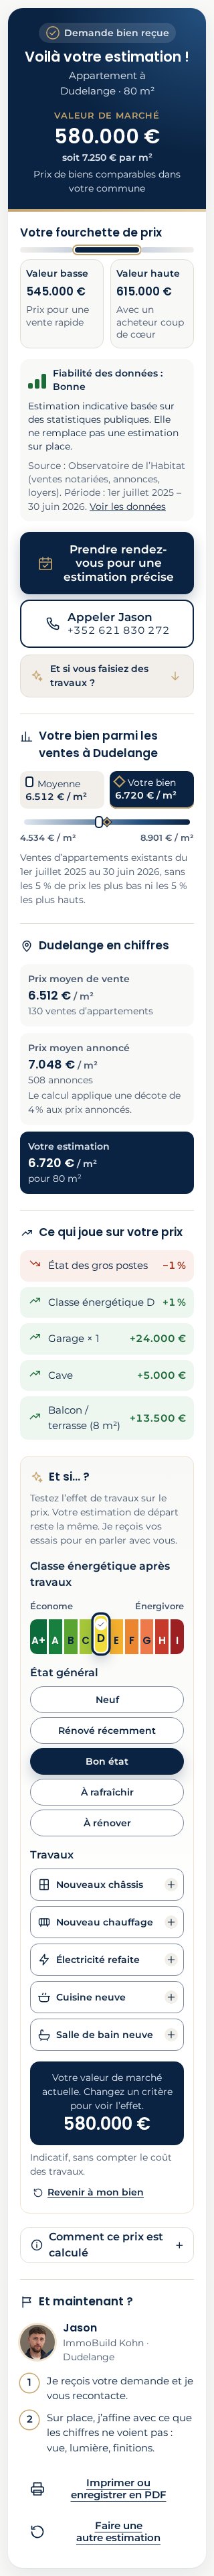 Demande bien reçue
Voilà votre estimation !
Appartement à
Dudelange · 80 m²
VALEUR DE MARCHÉ
580.000 €
soit 7.250 € par m²
Prix de biens comparables dans
votre commune
Votre fourchette de prix
Valeur basse
545.000 €
Prix pour une
vente rapide
Valeur haute
615.000 €
Avec un
acheteur coup
de cœur
Fiabilité des données :
Bonne
Estimation indicative basée sur
des statistiques publiques. Elle
ne remplace pas une estimation
sur place.
Source : Observatoire de l’Habitat
(ventes notariées, annonces,
loyers). Période : 1er juillet 2025 –
30 juin 2026. Voir les données
Prendre rendez-
vous pour une
estimation précise
Appeler Jason
+352 621 830 272
Et si vous faisiez des
travaux ?
Votre bien parmi les
ventes à Dudelange
Moyenne
6.512 € / m²
Votre bien
6.720 € / m²
4.534 € / m²
8.901 € / m²
Ventes d’appartements existants du
1er juillet 2025 au 30 juin 2026, sans
les 5 % de prix les plus bas ni les 5 %
les plus hauts.
Dudelange en chiffres
Prix moyen de vente
6.512 € / m²
130 ventes d’appartements
Prix moyen annoncé
7.048 € / m²
508 annonces
Le calcul applique une décote de
4 % aux prix annoncés.
Votre estimation
6.720 € / m²
pour 80 m²
Ce qui joue sur votre prix
État des gros postes −1 %
Classe énergétique D +1 %
Garage × 1 +24.000 €
Cave +5.000 €
Balcon /
terrasse (8 m²) +13.500 €
Et si… ?
Testez l’effet de travaux sur le
prix. Votre estimation de départ
reste la même. Je reçois vos
essais pour en parler avec vous.
Classe énergétique après
travaux
Économe
Énergivore
A+ A B C D E F G H I
État général
Neuf
Rénové récemment
Bon état
À rafraîchir
À rénover
Travaux
Nouveaux châssis
Nouveau chauffage
Électricité refaite
Cuisine neuve
Salle de bain neuve
Votre valeur de marché
actuelle. Changez un critère
pour voir l’effet.
580.000 €
Indicatif, sans compter le coût
des travaux.
Revenir à mon bien
Comment ce prix est
calculé
Et maintenant ?
Jason
ImmoBuild Kohn ·
Dudelange
1 Je reçois votre demande et je
vous recontacte.
2 Sur place, j’affine avec ce que
les chiffres ne voient pas :
vue, lumière, finitions.
Imprimer ou
enregistrer en PDF
Faire une
autre estimation